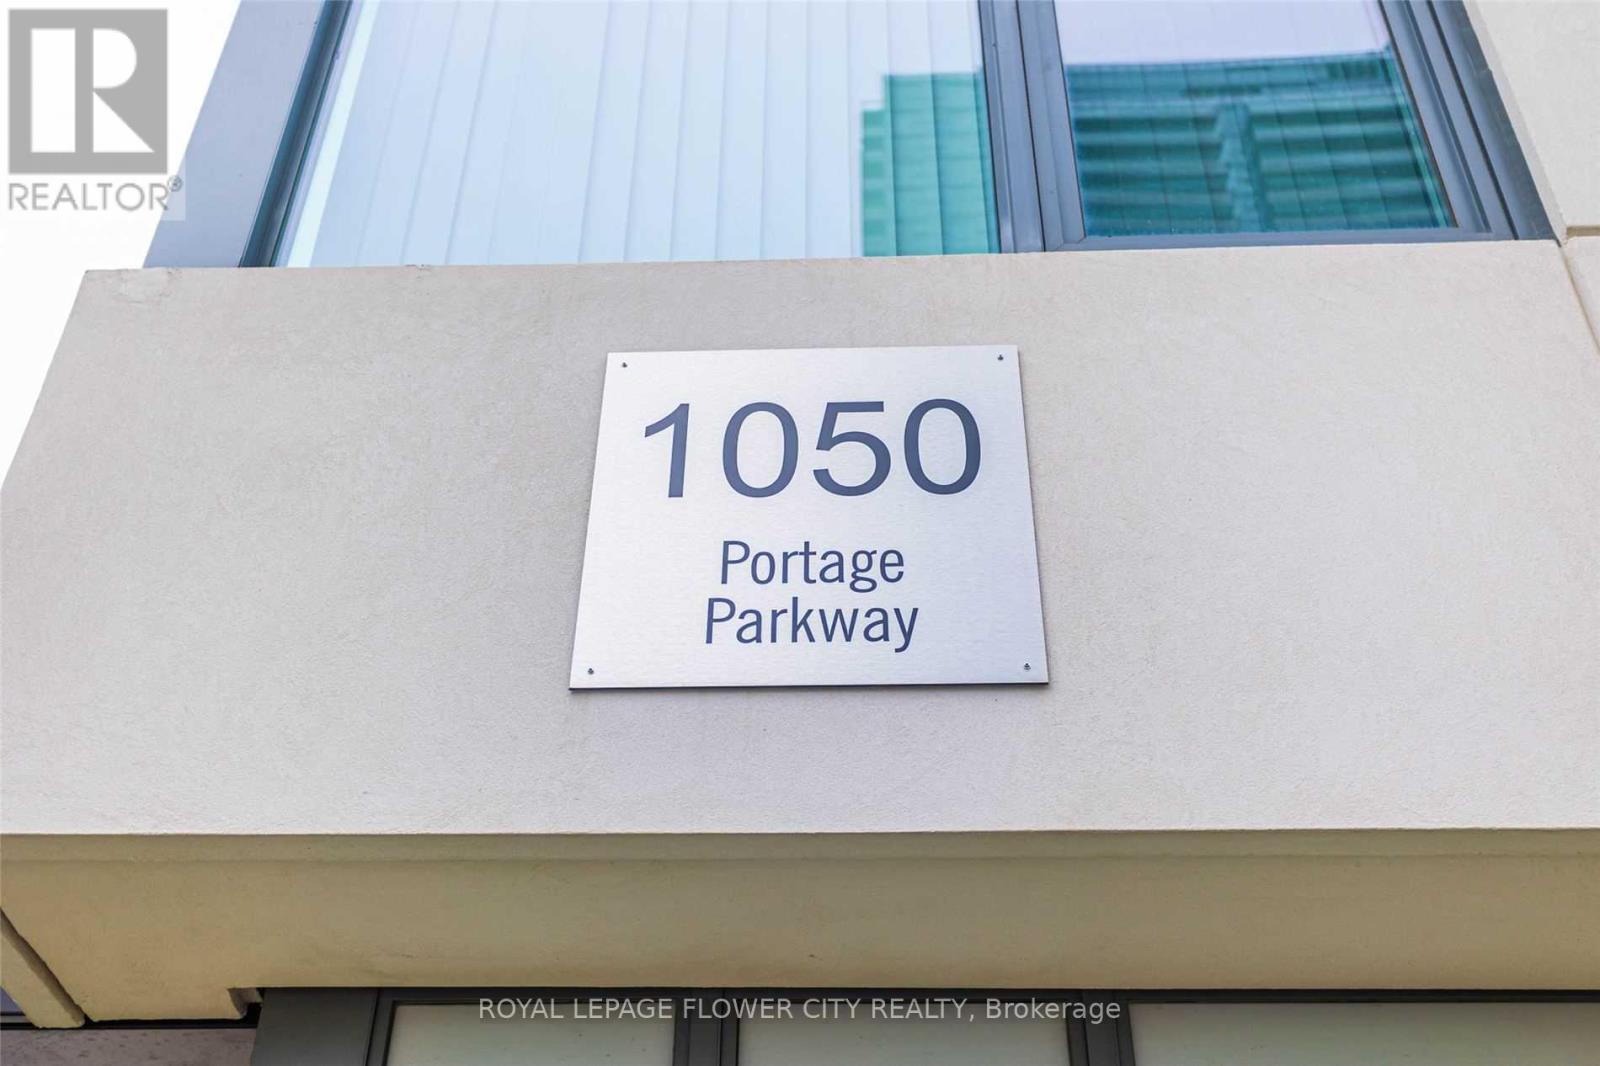 R
REALTOR®
1050
Portage
Parkway
ROYAL LEPAGE FLOWER CITY REALTY, Brokerage